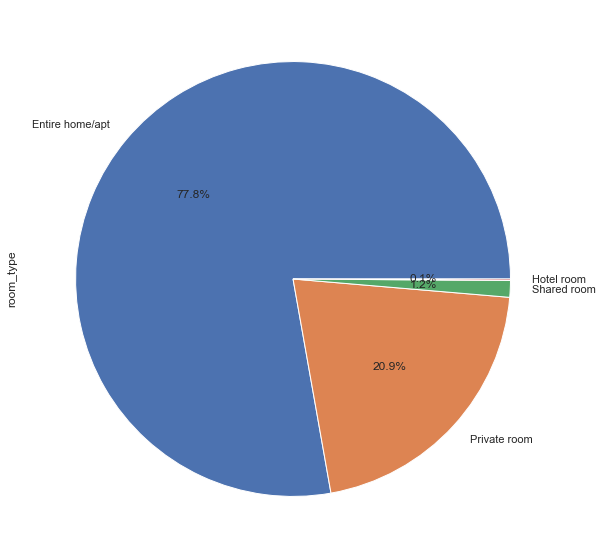 Entire home/apt
77.8%
room_type
0.1%
Hotel room
1.2%
Shared room
20.9%
Private room